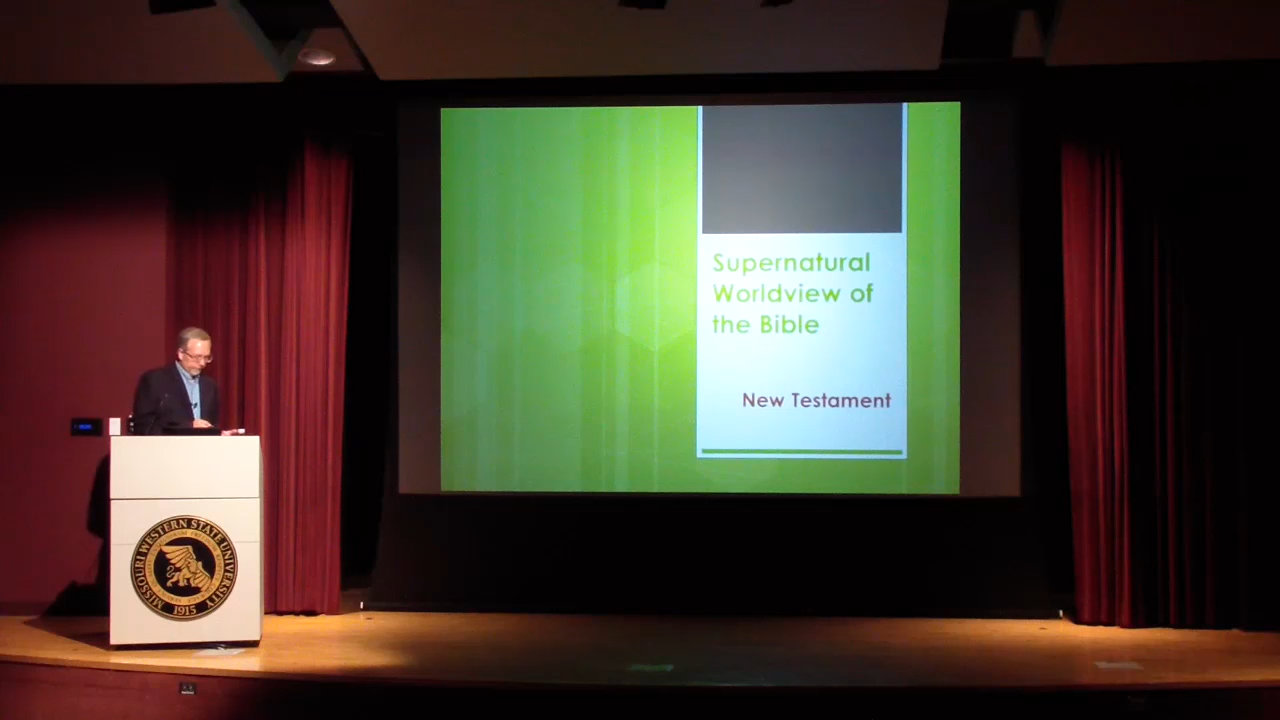 Supernatural
Worldview of
the Bible
New Testament
MISSOURI WESTERN STATE UNIVERSITY
1915